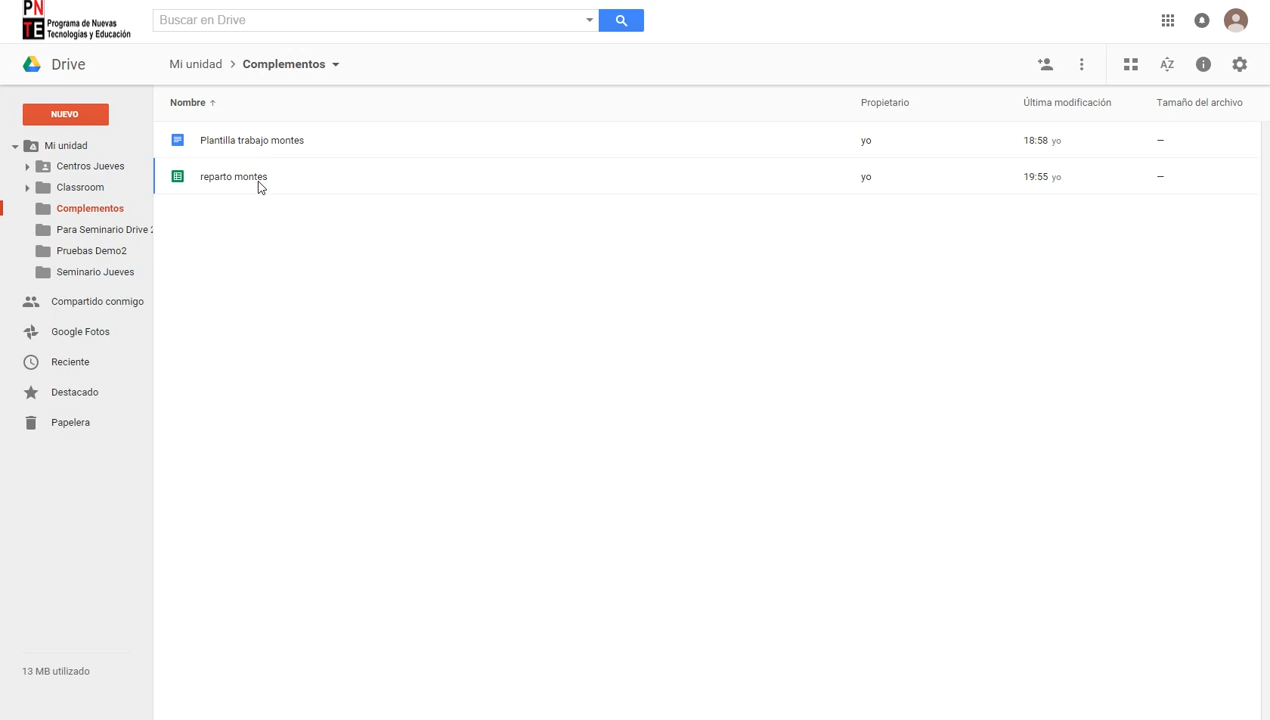 PN
TE
Programa de Nuevas
Tecnologías y Educación
Buscar en Drive
Drive
Mi unidad
Complementos
AZ
NUEVO
Nombre
Propietario
Última modificación
Tamaño del archivo
Mi unidad
Plantilla trabajo montes
yo
18:58 yo
—
Centros Jueves
reparto montes
yo
19:55 yo
—
Classroom
Complementos
Para Seminario Drive 2
Pruebas Demo2
Seminario Jueves
Compartido conmigo
Google Fotos
Reciente
Destacado
Papelera
13 MB utilizado